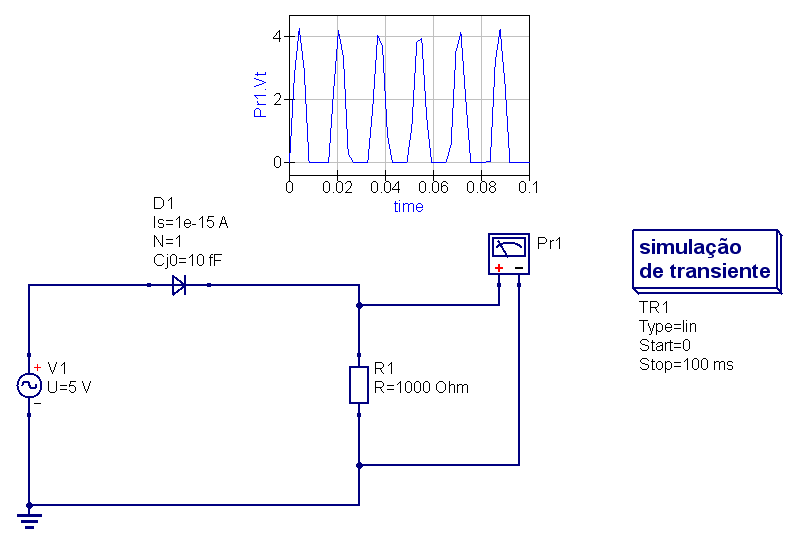 4
2
0
Pr1.Vt
0 0.02 0.04 0.06 0.08 0.1
time
D1
Is=1e-15 A
N=1
Cj0=10 fF
Pr1
+ -
simulação
de transiente
TR1
Type=lin
Start=0
Stop=100 ms
+
V1
U=5 V
-
R1
R=1000 Ohm